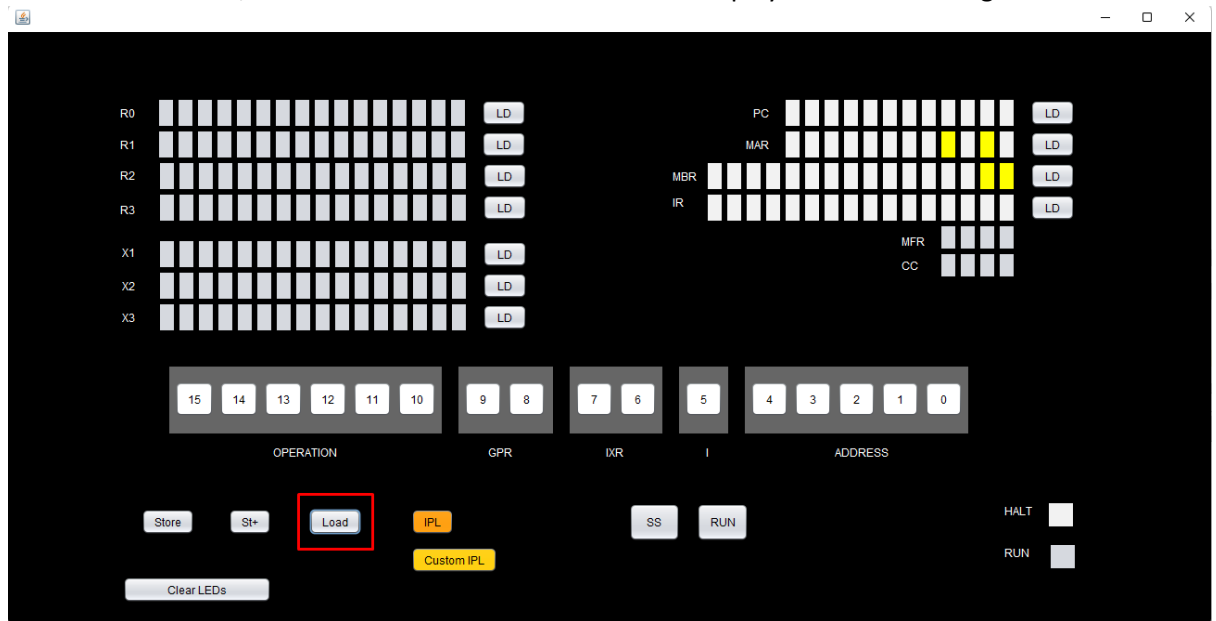 R0 LD PC LD
R1 LD MAR LD
R2 LD MBR LD
R3 LD IR LD
MFR
X1 LD CC
X2 LD
X3 LD
15 14 13 12 11 10 9 8 7 6 5 4 3 2 1 0
OPERATION GPR IXR I ADDRESS
Store St+ Load IPL SS RUN HALT
Custom IPL RUN
Clear LEDs